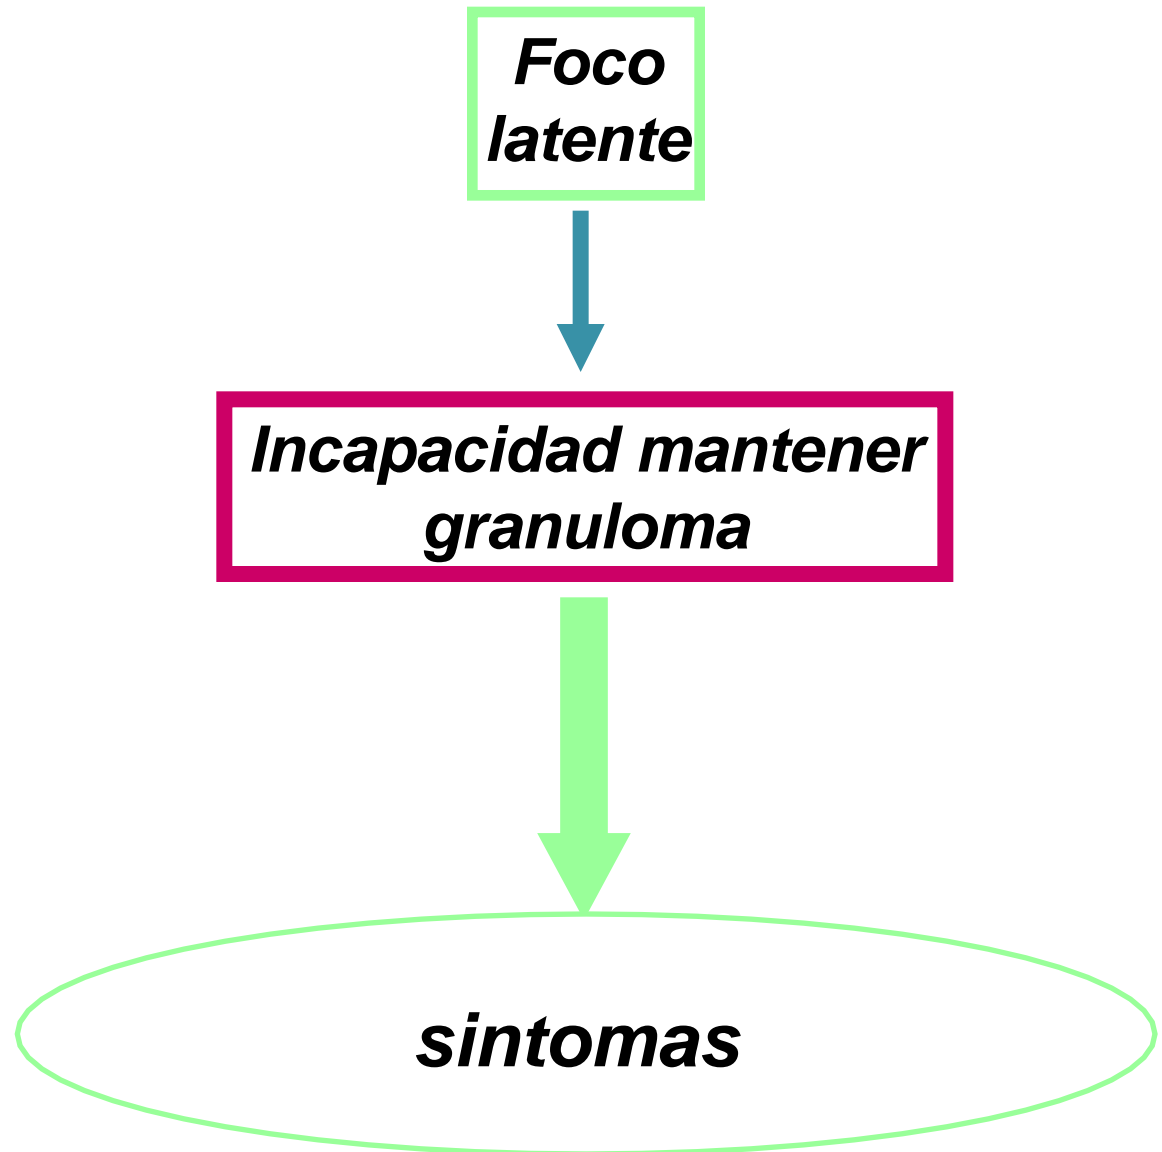 Foco
latente
Incapacidad mantener
granuloma
sintomas